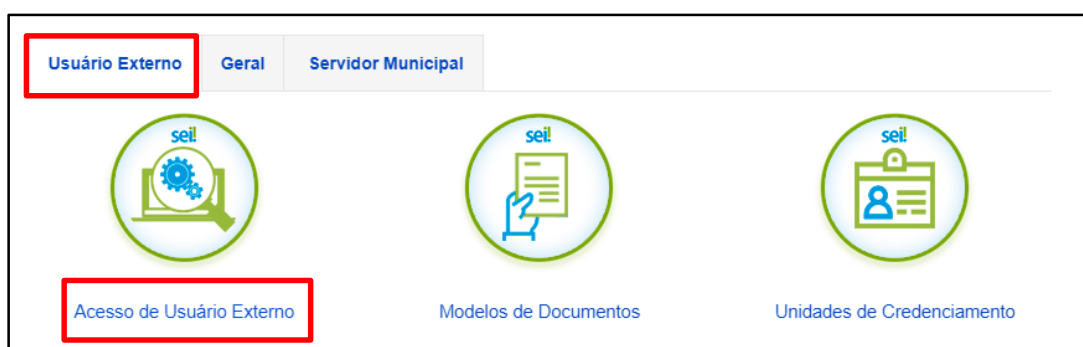 Usuário Externo Geral Servidor Municipal
sei! sei! sei!
Acesso de Usuário Externo Modelos de Documentos Unidades de Credenciamento